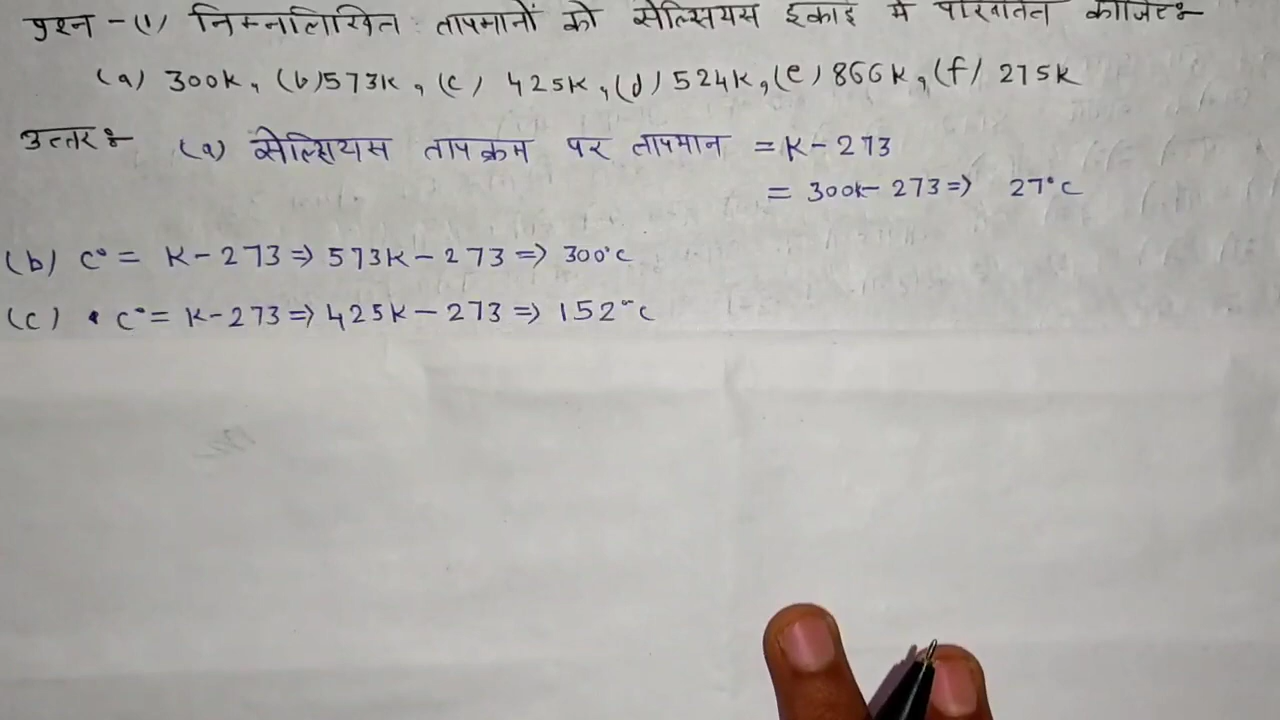 प्रश्न -(1) निम्नलिखित तापमानों को सेल्सियस इकाई में परिवर्तित कीजिए:-
(a) 300K, (b) 573K, (c) 425K, (d) 524K, (e) 866K, (f) 275K
उत्तर:- (a) सेल्सियस तापक्रम पर तापमान = K-273
= 300K-273 => 27°C
(b) C° = K-273 => 573K-273 => 300°C
(c) C° = K-273 => 425K-273 => 152°C